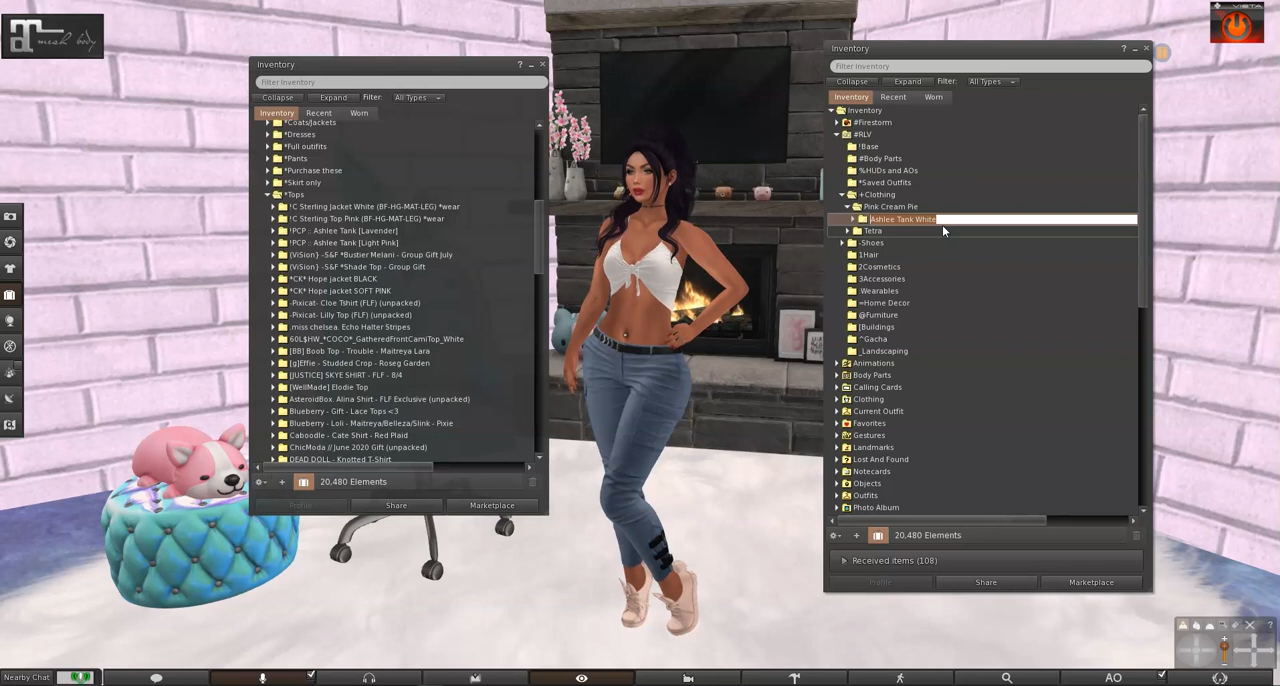 mesh body
VISTA
Inventory
Filter Inventory
Collapse Expand Filter: All Types
Inventory Recent Worn
*Coats/Jackets
*Dresses
*Full outfits
*Pants
*Purchase these
*Skirt only
*Tops
!C Sterling Jacket White (BF-HG-MAT-LEG) *wear
!C Sterling Top Pink (BF-HG-MAT-LEG) *wear
!PCP :: Ashlee Tank [Lavender]
!PCP :: Ashlee Tank [Light Pink]
(ViSion} -S&F *Bustier Melani - Group Gift July
(ViSion} -S&F *Shade Top - Group Gift
*CK* Hope jacket BLACK
*CK* Hope jacket SOFT PINK
-Pixicat- Cloe Tshirt (FLF) (unpacked)
-Pixicat- Lilly Top (FLF) (unpacked)
.miss chelsea. Echo Halter Stripes
60L$HW_*COCO*_GatheredFrontCamiTop_White
[BB] Boob Top - Trouble - Maitreya Lara
[g]Effie - Studded Crop - Roseg Garden
[JUSTICE] SKYE SHIRT - FLF - 8/4
[WellMade] Elodie Top
AsteroidBox. Alina Shirt - FLF Exclusive (unpacked)
Blueberry - Gift - Lace Tops <3
Blueberry - Loli - Maitreya/Belleza/Slink - Pixie
Caboodle - Cate Shirt - Red Plaid
ChicModa // June 2020 Gift (unpacked)
DEAD DOLL - Knotted T-Shirt
20,480 Elements
Profile Share Marketplace
Inventory
Filter Inventory
Collapse Expand Filter: All Types
Inventory Recent Worn
Inventory
#Firestorm
#RLV
!Base
#Body Parts
%HUDs and AOs
*Saved Outfits
+Clothing
Pink Cream Pie
Ashlee Tank White
Tetra
-Shoes
1Hair
2Cosmetics
3Accessories
:Wearables
=Home Decor
@Furniture
[Buildings
^Gacha
_Landscaping
Animations
Body Parts
Calling Cards
Clothing
Current Outfit
Favorites
Gestures
Landmarks
Lost And Found
Notecards
Objects
Outfits
Photo Album
20,480 Elements
Received items (108)
Profile Share Marketplace
Nearby Chat
AO